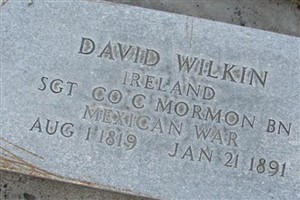 DAVID WILKIN
IRELAND
SGT CO C MORMON BN
MEXICAN WAR
AUG 1 1819 JAN 21 1891